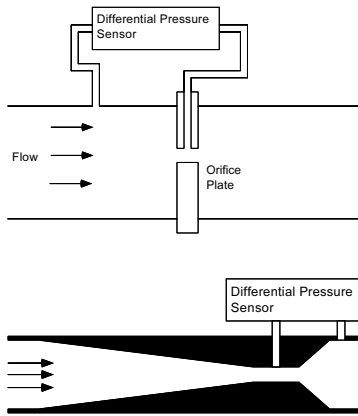 Differential Pressure
Sensor
Flow
Orifice
Plate
Differential Pressure
Sensor